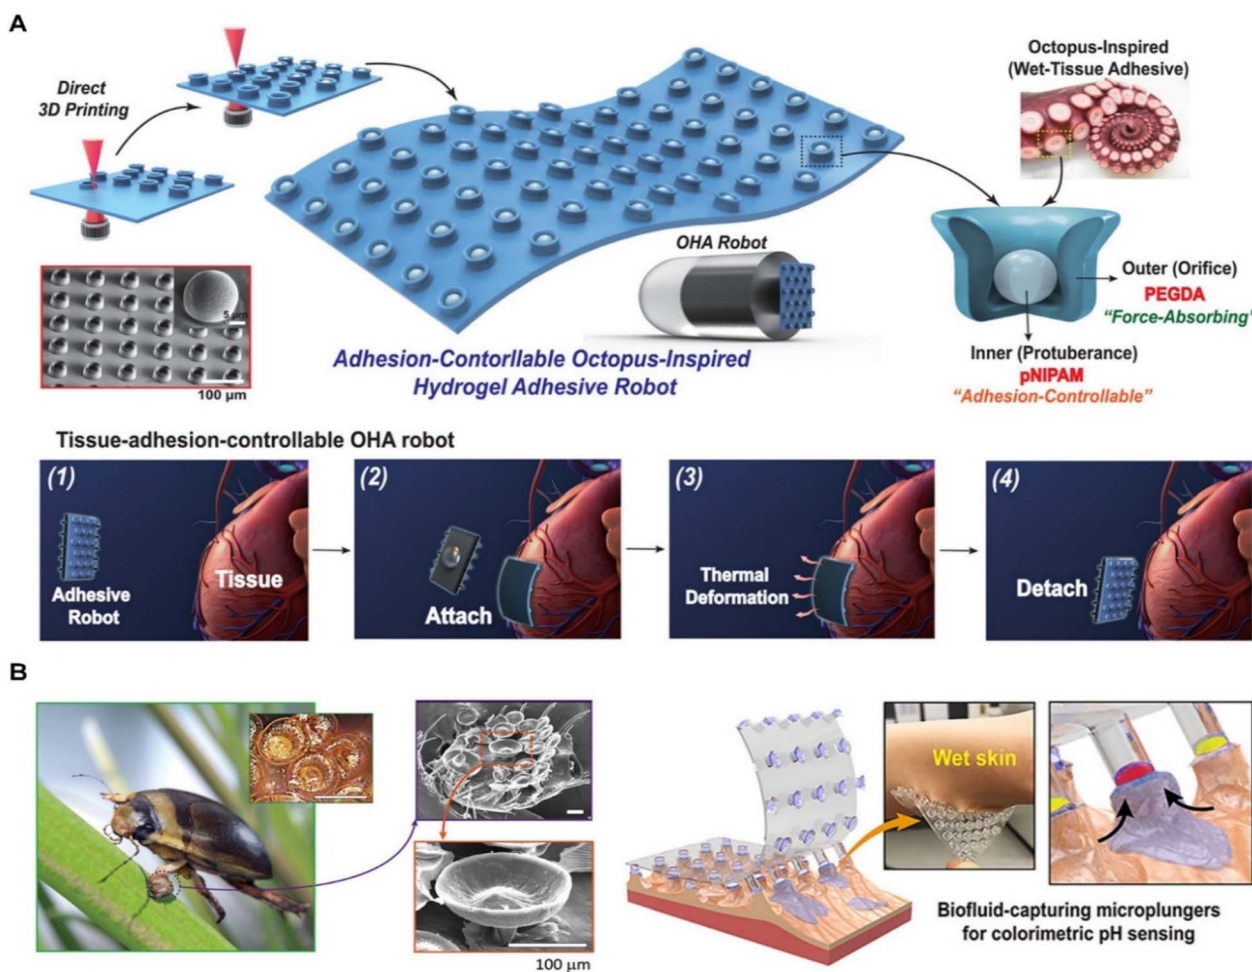 A
Direct
3D Printing
Octopus-Inspired
(Wet-Tissue Adhesive)
OHA Robot
Outer (Orifice)
PEGDA
“Force-Absorbing”
5 μm
100 μm
Adhesion-Contorllable Octopus-Inspired
Hydrogel Adhesive Robot
Inner (Protuberance)
pNIPAM
“Adhesion-Controllable”
Tissue-adhesion-controllable OHA robot
(1)
Adhesive
Robot
Tissue
(2)
Attach
(3)
Thermal
Deformation
(4)
Detach
B
100 μm
Wet skin
Biofluid-capturing microplungers
for colorimetric pH sensing